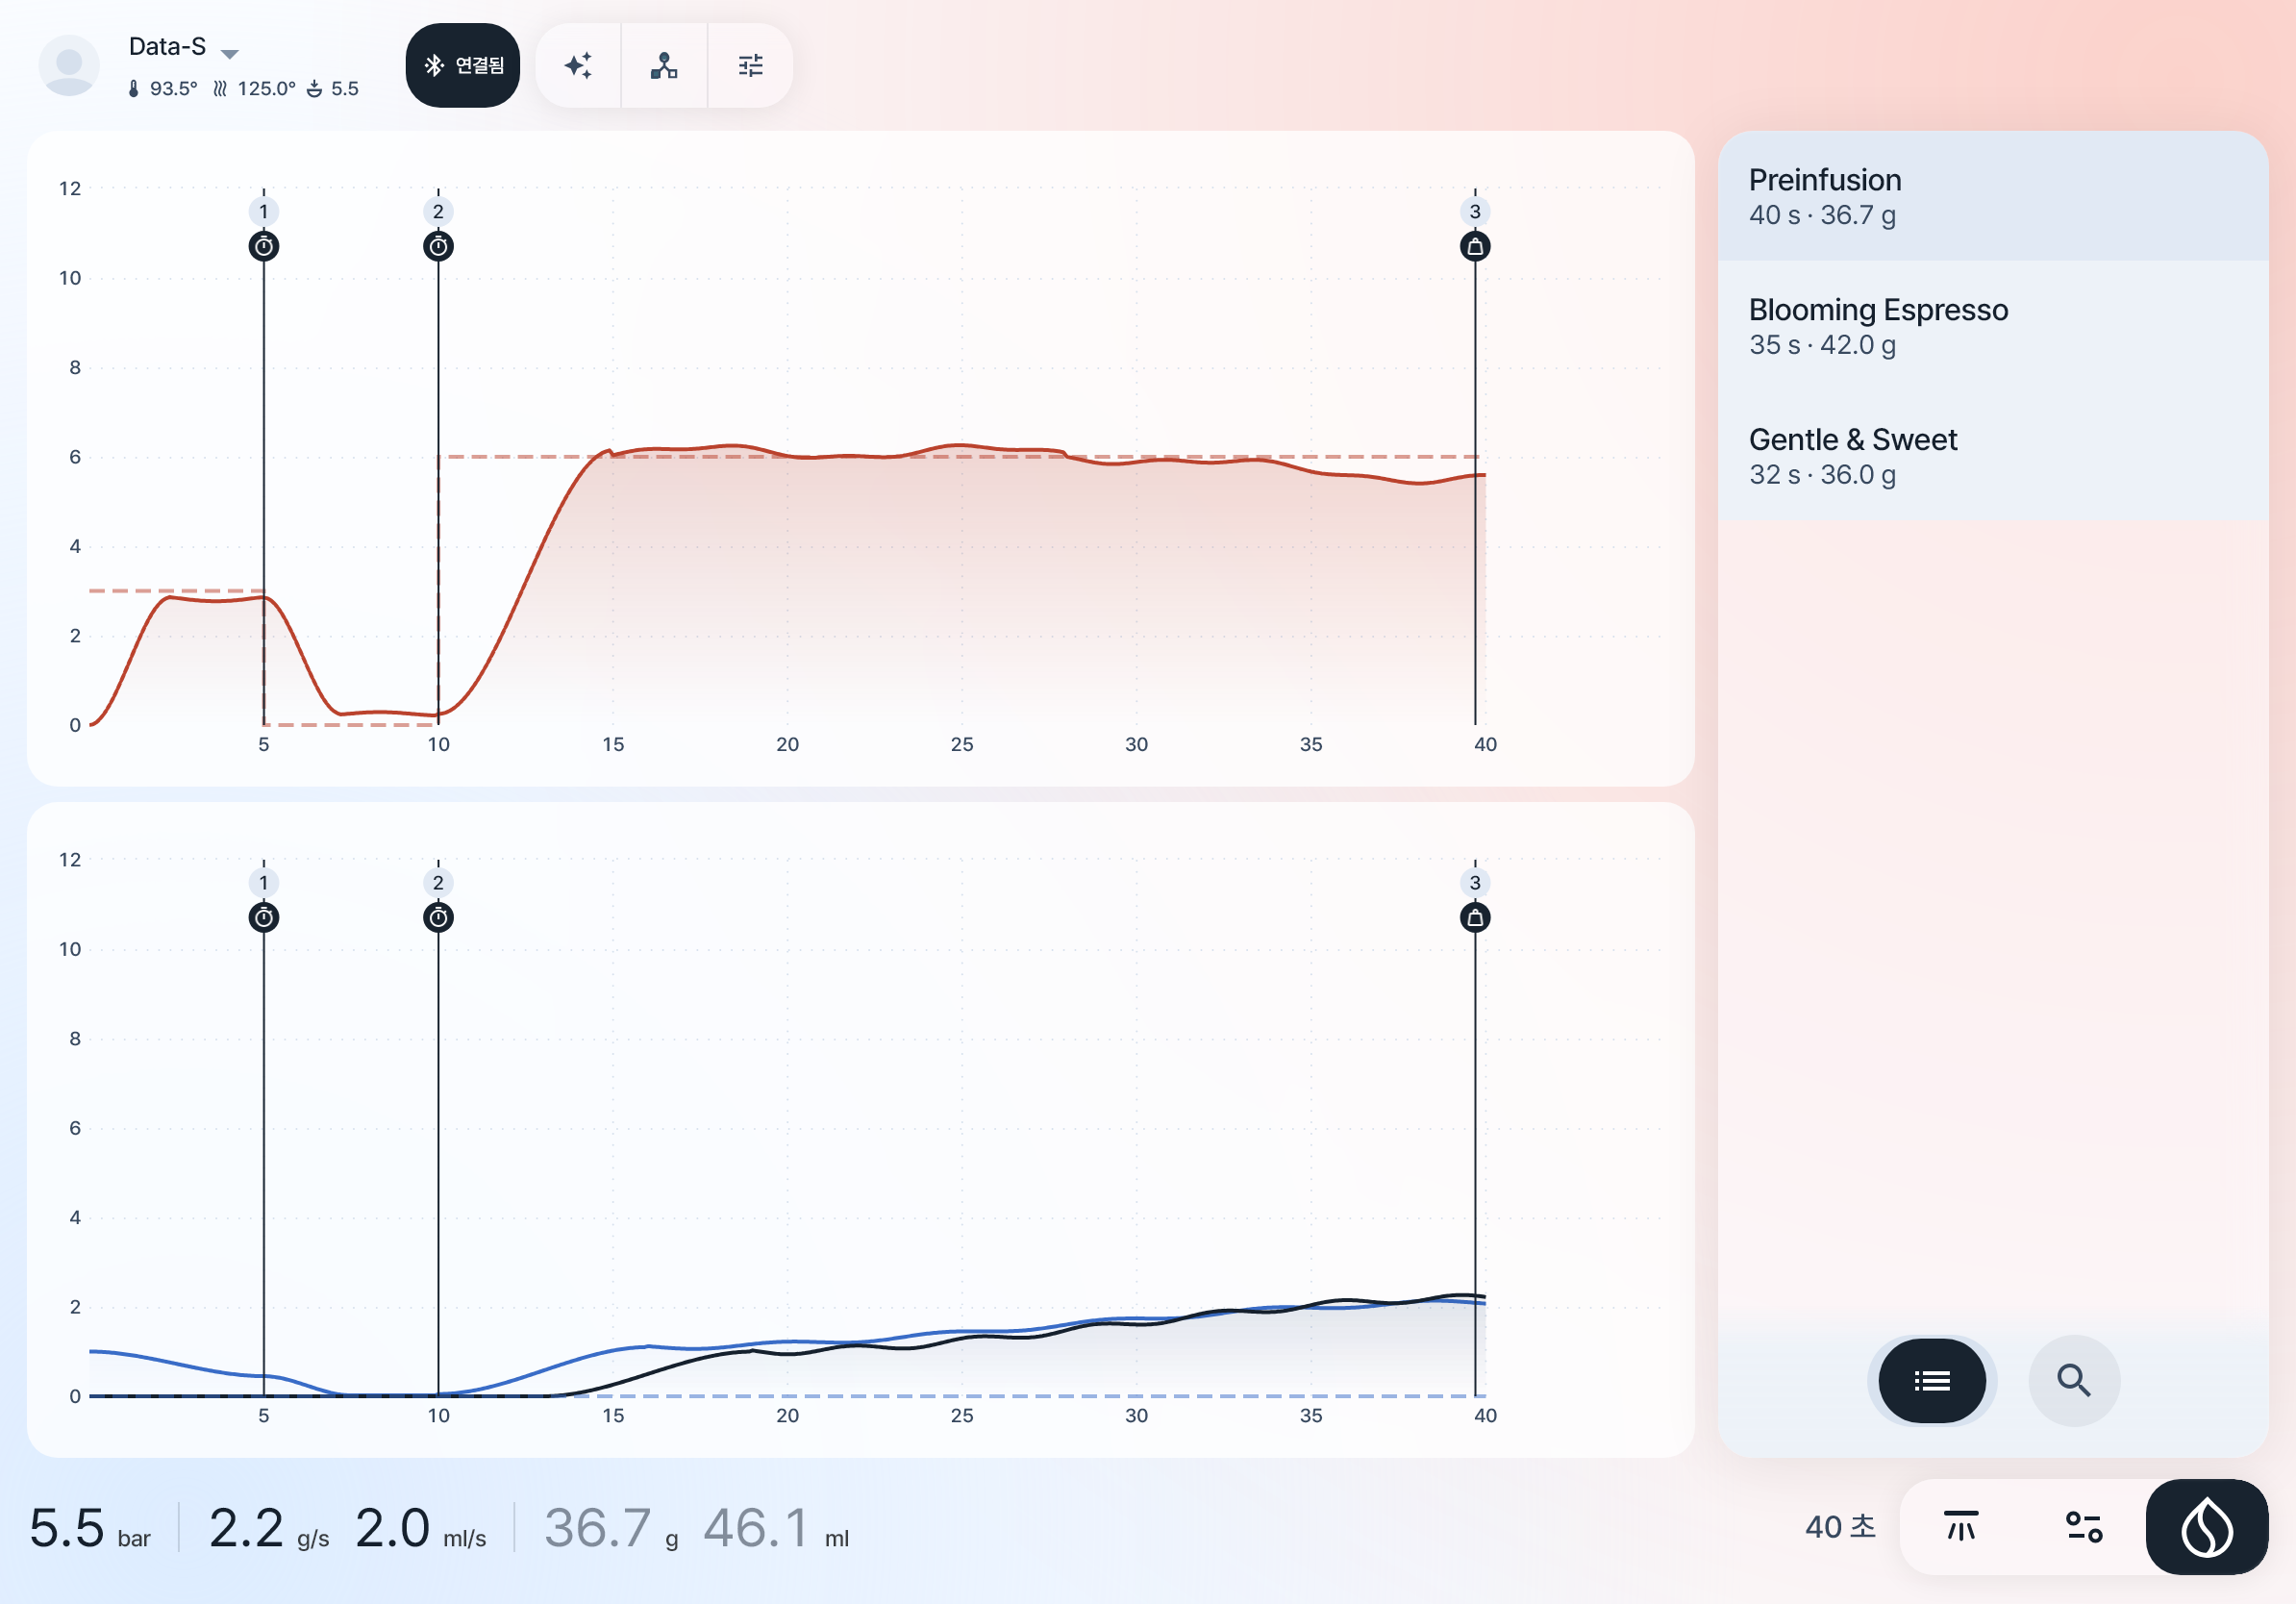 Data-S
93.5° 125.0° 5.5
연결됨
12
1
2
3
10
8
6
4
2
0
5 10 15 20 25 30 35 40
12
1
2
3
10
8
6
4
2
0
5 10 15 20 25 30 35 40
Preinfusion
40 s · 36.7 g
Blooming Espresso
35 s · 42.0 g
Gentle & Sweet
32 s · 36.0 g
5.5 bar 2.2 g/s 2.0 ml/s 36.7 g 46.1 ml
40 초